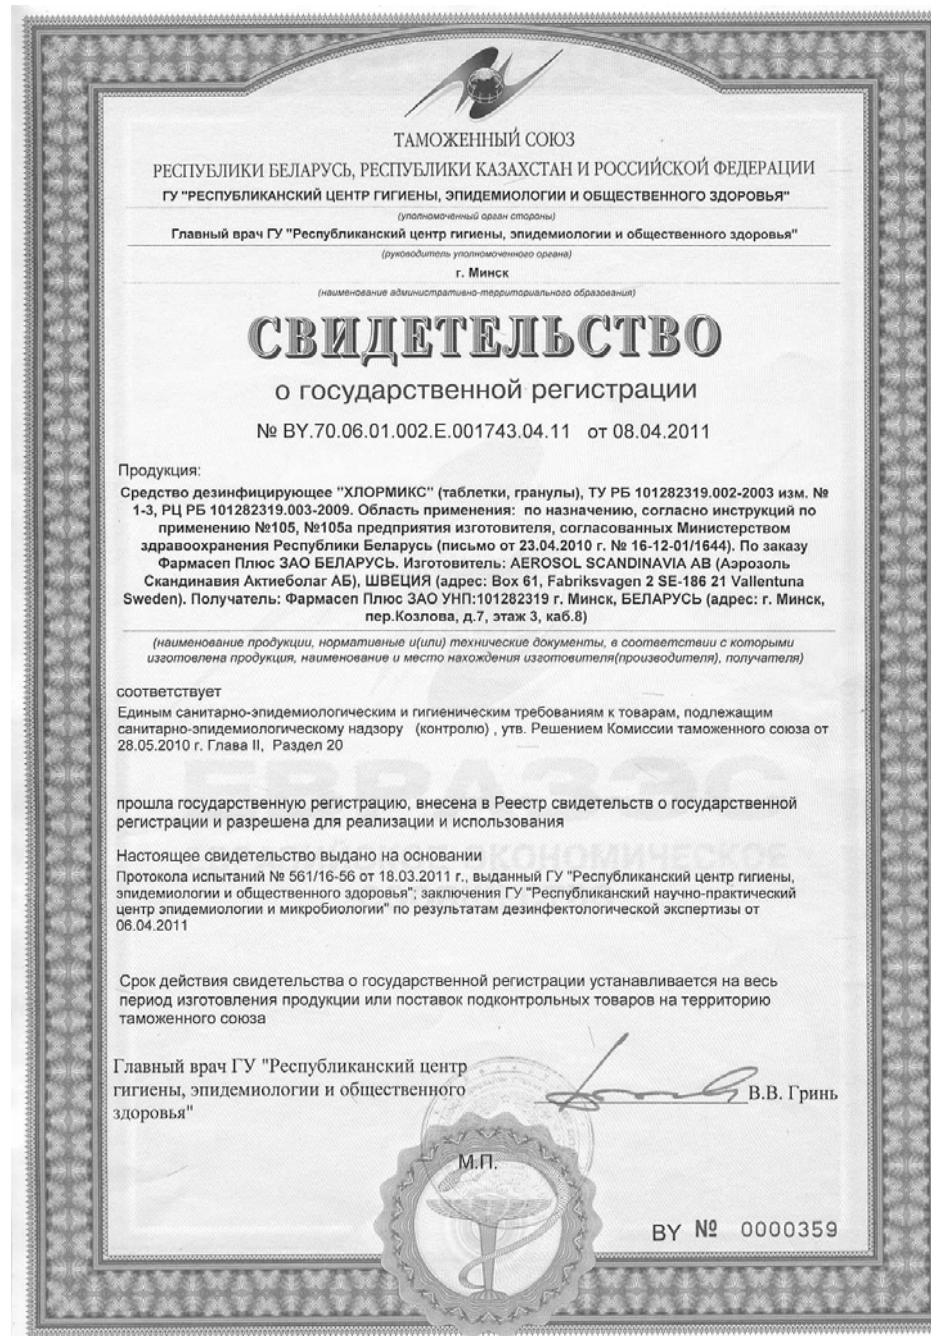 ТАМОЖЕННЫЙ СОЮЗ
РЕСПУБЛИКИ БЕЛАРУСЬ, РЕСПУБЛИКИ КАЗАХСТАН И РОССИЙСКОЙ ФЕДЕРАЦИИ
ГУ "РЕСПУБЛИКАНСКИЙ ЦЕНТР ГИГИЕНЫ, ЭПИДЕМИОЛОГИИ И ОБЩЕСТВЕННОГО ЗДОРОВЬЯ"
(уполномоченный орган стороны)
Главный врач ГУ "Республиканский центр гигиены, эпидемиологии и общественного здоровья"
(руководитель уполномоченного органа)
г. Минск
(наименование административно-территориального образования)
СВИДЕТЕЛЬСТВО
о государственной регистрации
№ BY.70.06.01.002.Е.001743.04.11 от 08.04.2011
Продукция:
Средство дезинфицирующее "ХЛОРМИКС" (таблетки, гранулы), ТУ РБ 101282319.002-2003 изм. №
1-3, РЦ РБ 101282319.003-2009. Область применения: по назначению, согласно инструкций по
применению №105, №105а предприятия изготовителя, согласованных Министерством
здравоохранения Республики Беларусь (письмо от 23.04.2010 г. № 16-12-01/1644). По заказу
Фармасеп Плюс ЗАО БЕЛАРУСЬ. Изготовитель: AEROSOL SCANDINAVIA AB (Аэрозоль
Скандинавия Актиеболаг АБ), ШВЕЦИЯ (адрес: Box 61, Fabriksvagen 2 SE-186 21 Vallentuna
Sweden). Получатель: Фармасеп Плюс ЗАО УНП:101282319 г. Минск, БЕЛАРУСЬ (адрес: г. Минск,
пер.Козлова, д.7, этаж 3, каб.8)
(наименование продукции, нормативные и(или) технические документы, в соответствии с которыми
изготовлена продукция, наименование и место нахождения изготовителя(производителя), получателя)
соответствует
Единым санитарно-эпидемиологическим и гигиеническим требованиям к товарам, подлежащим
санитарно-эпидемиологическому надзору (контролю) , утв. Решением Комиссии таможенного союза от
28.05.2010 г. Глава II, Раздел 20
ЕВРАЗЭС
прошла государственную регистрацию, внесена в Реестр свидетельств о государственной
регистрации и разрешена для реализации и использования
Настоящее свидетельство выдано на основании
Протокола испытаний № 561/16-56 от 18.03.2011 г., выданный ГУ "Республиканский центр гигиены,
эпидемиологии и общественного здоровья"; заключения ГУ "Республиканский научно-практический
центр эпидемиологии и микробиологии" по результатам дезинфектологической экспертизы от
06.04.2011
Срок действия свидетельства о государственной регистрации устанавливается на весь
период изготовления продукции или поставок подконтрольных товаров на территорию
таможенного союза
Главный врач ГУ "Республиканский центр
гигиены, эпидемиологии и общественного
здоровья"
В.В. Гринь
М.П.
BY № 0000359